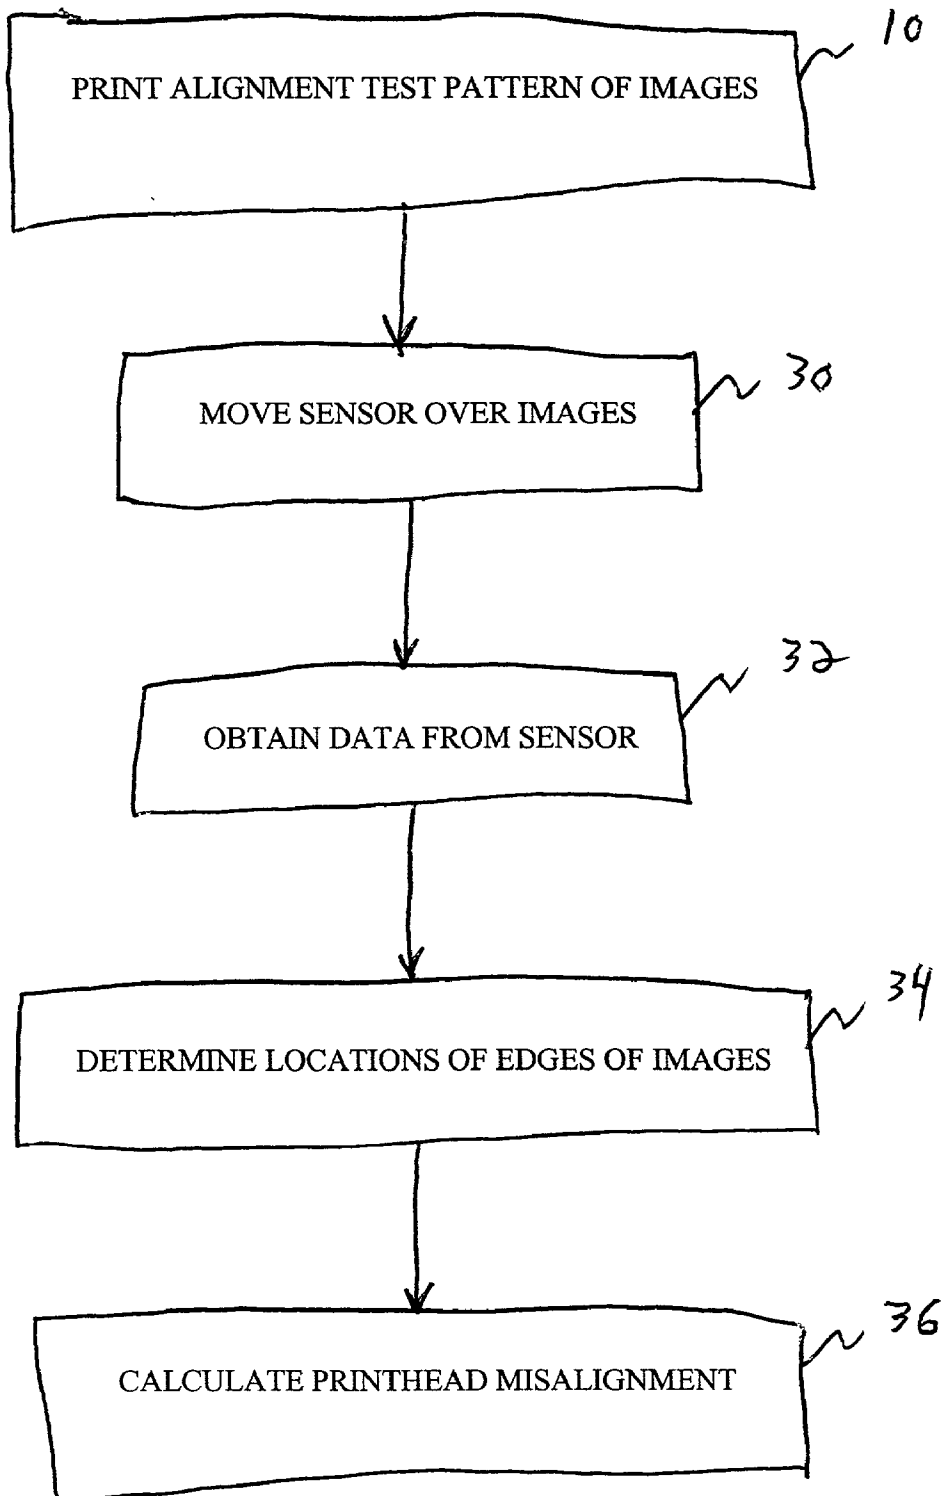 10
PRINT ALIGNMENT TEST PATTERN OF IMAGES
30
MOVE SENSOR OVER IMAGES
32
OBTAIN DATA FROM SENSOR
34
DETERMINE LOCATIONS OF EDGES OF IMAGES
36
CALCULATE PRINTHEAD MISALIGNMENT